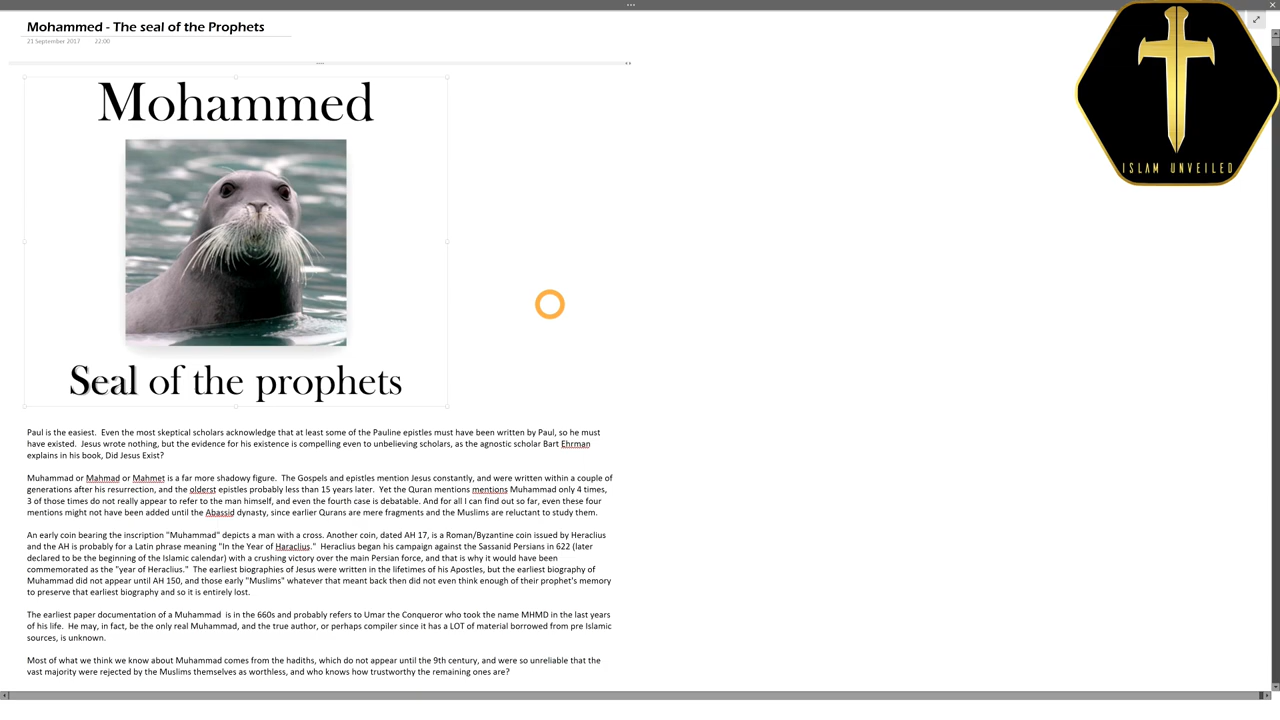 Mohammed - The seal of the Prophets
21 September 2017 22:00
ISLAM UNVEILED
Mohammed
Seal of the prophets
Paul is the easiest. Even the most skeptical scholars acknowledge that at least some of the Pauline epistles must have been written by Paul, so he must
have existed. Jesus wrote nothing, but the evidence for his existence is compelling even to unbelieving scholars, as the agnostic scholar Bart Ehrman
explains in his book, Did Jesus Exist?
Muhammad or Mahmad or Mahmet is a far more shadowy figure. The Gospels and epistles mention Jesus constantly, and were written within a couple of
generations after his resurrection, and the olderst epistles probably less than 15 years later. Yet the Quran mentions mentions Muhammad only 4 times,
3 of those times do not really appear to refer to the man himself, and even the fourth case is debatable. And for all I can find out so far, even these four
mentions might not have been added until the Abassid dynasty, since earlier Qurans are mere fragments and the Muslims are reluctant to study them.
An early coin bearing the inscription "Muhammad" depicts a man with a cross. Another coin, dated AH 17, is a Roman/Byzantine coin issued by Heraclius
and the AH is probably for a Latin phrase meaning "In the Year of Haraclius." Heraclius began his campaign against the Sassanid Persians in 622 (later
declared to be the beginning of the Islamic calendar) with a crushing victory over the main Persian force, and that is why it would have been
commemorated as the "year of Heraclius." The earliest biographies of Jesus were written in the lifetimes of his Apostles, but the earliest biography of
Muhammad did not appear until AH 150, and those early "Muslims" whatever that meant back then did not even think enough of their prophet's memory
to preserve that earliest biography and so it is entirely lost.
The earliest paper documentation of a Muhammad is in the 660s and probably refers to Umar the Conqueror who took the name MHMD in the last years
of his life. He may, in fact, be the only real Muhammad, and the true author, or perhaps compiler since it has a LOT of material borrowed from pre Islamic
sources, is unknown.
Most of what we think we know about Muhammad comes from the hadiths, which do not appear until the 9th century, and were so unreliable that the
vast majority were rejected by the Muslims themselves as worthless, and who knows how trustworthy the remaining ones are?